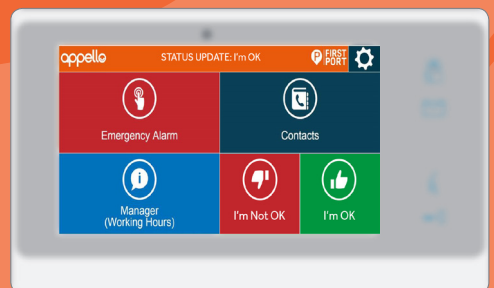 appello
STATUS UPDATE: I'm OK
P FIRST
PORT
Emergency Alarm
Contacts
Manager
(Working Hours)
I'm Not OK
I'm OK